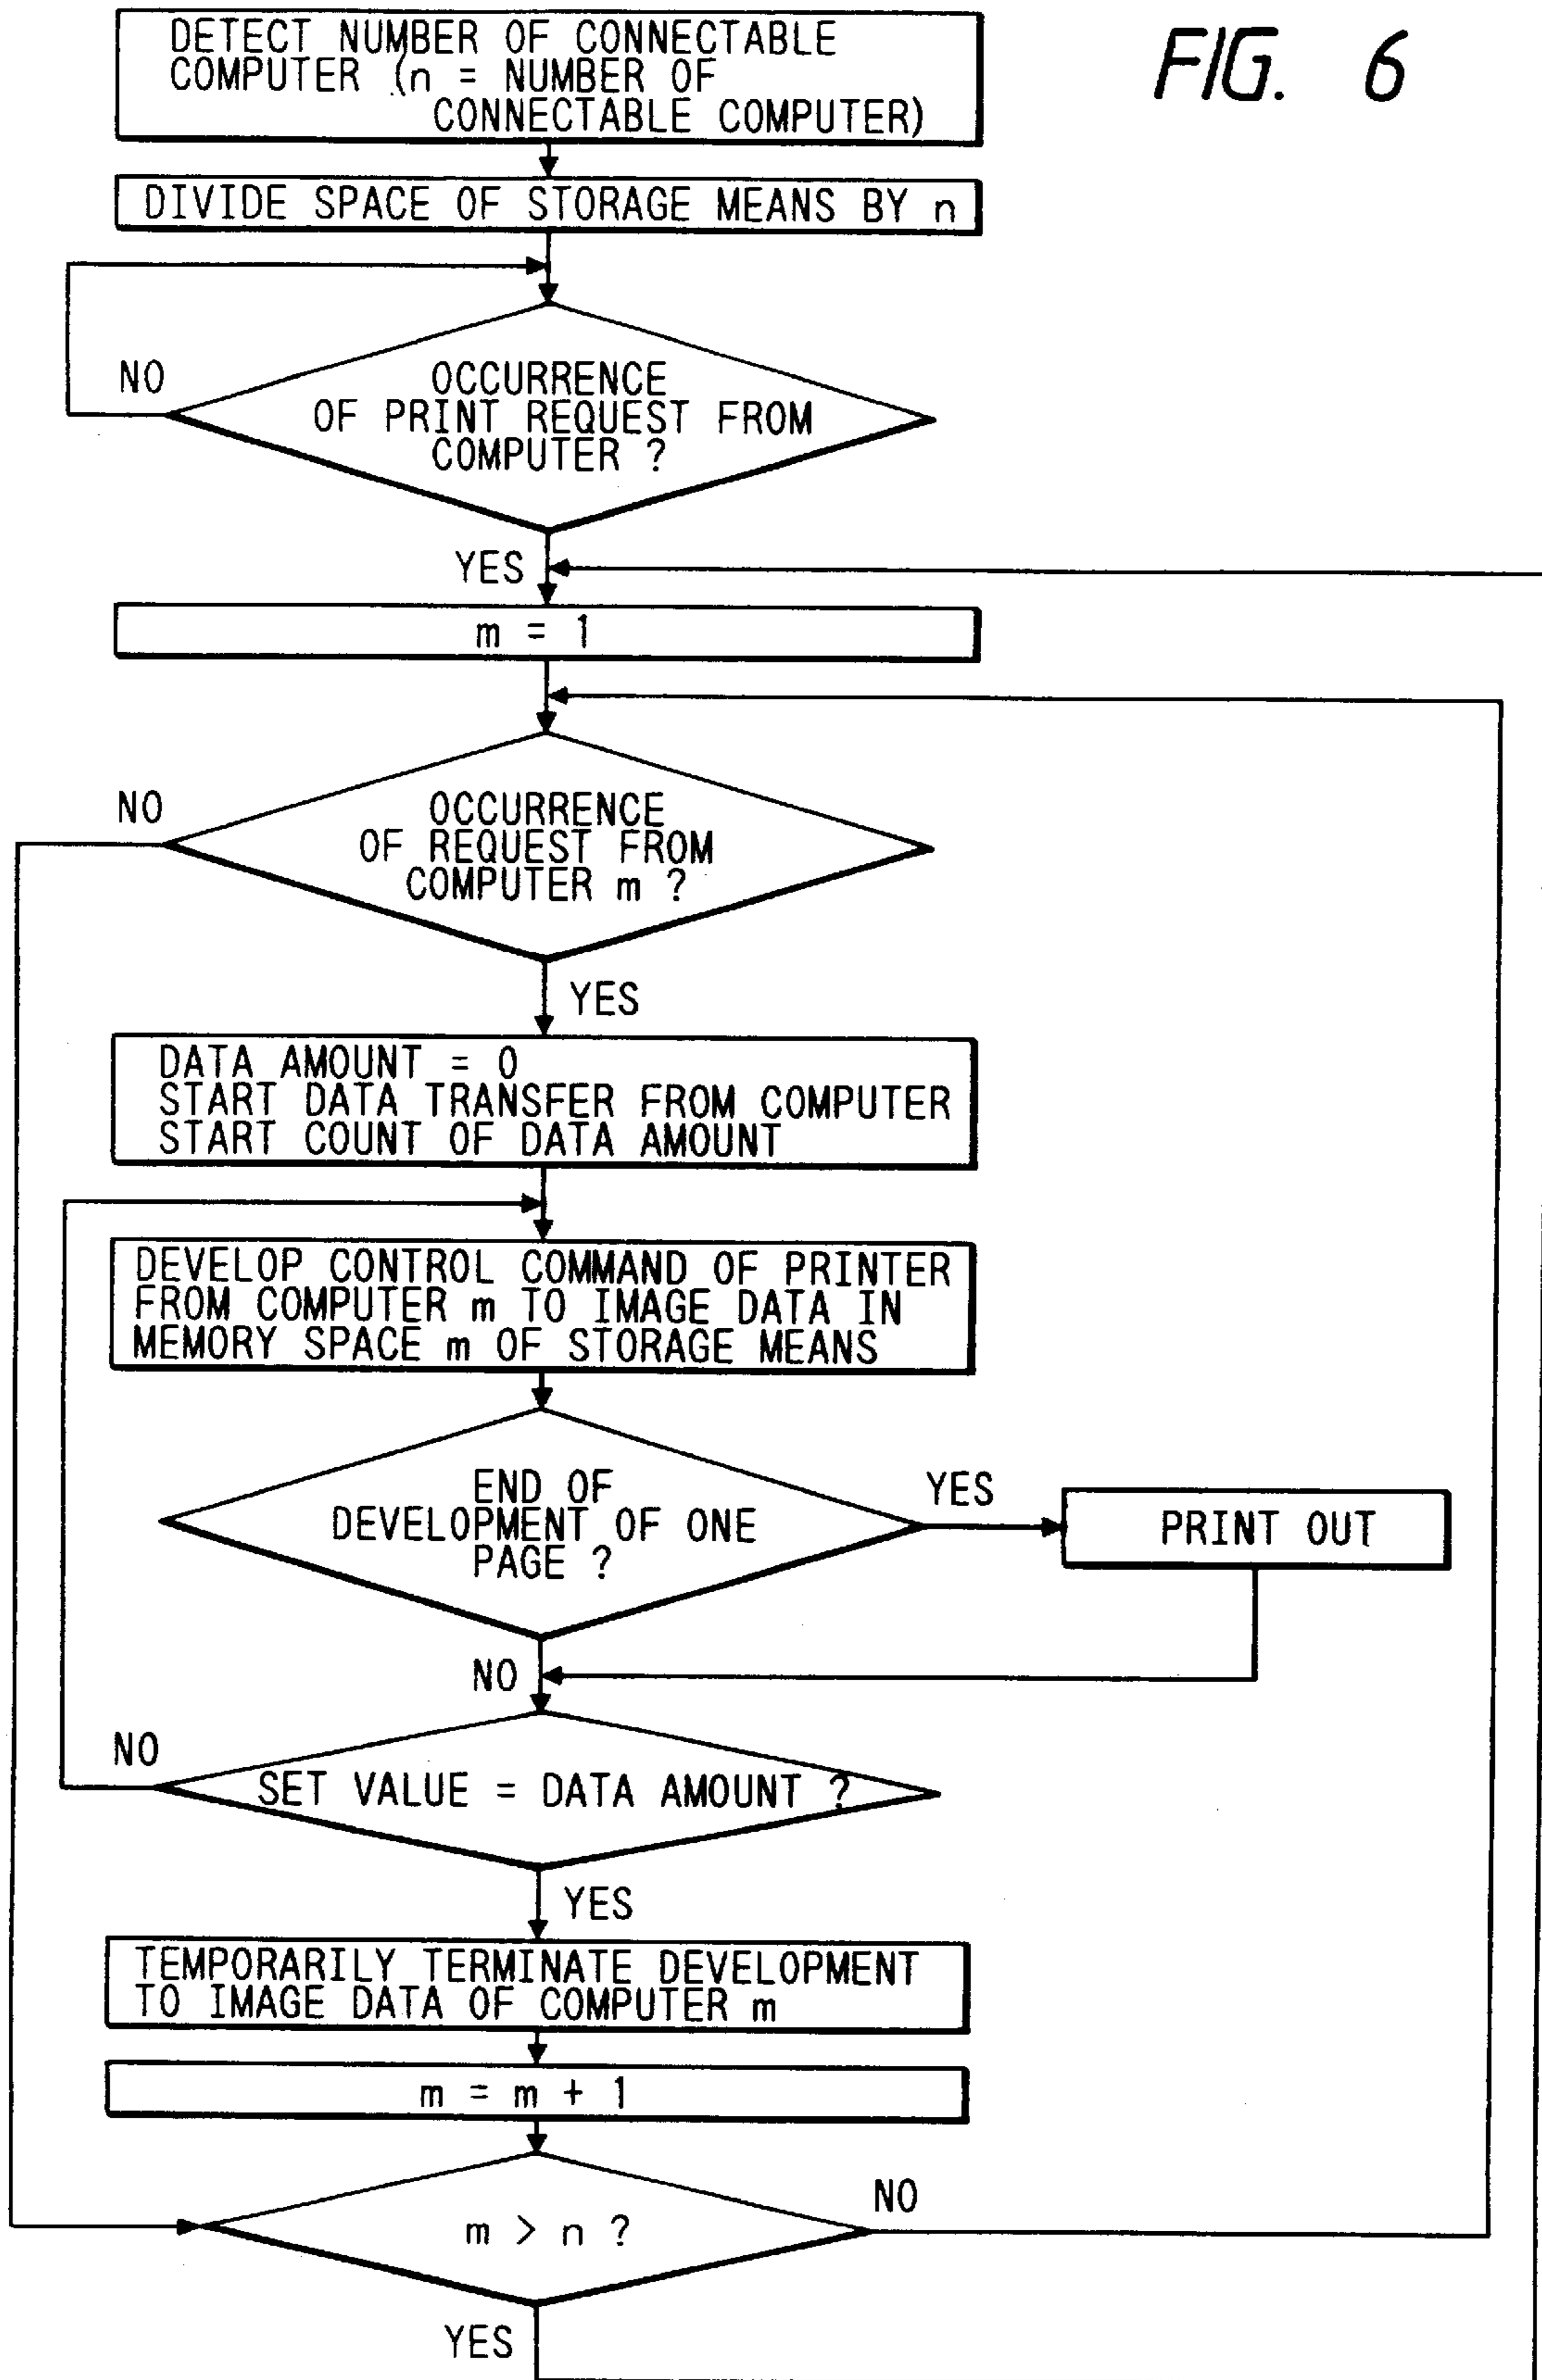 FIG. 6
DETECT NUMBER OF CONNECTABLE
COMPUTER (n = NUMBER OF
CONNECTABLE COMPUTER)
DIVIDE SPACE OF STORAGE MEANS BY n
NO
OCCURRENCE
OF PRINT REQUEST FROM
COMPUTER ?
YES
m = 1
NO
OCCURRENCE
OF REQUEST FROM
COMPUTER m ?
YES
DATA AMOUNT = 0
START DATA TRANSFER FROM COMPUTER
START COUNT OF DATA AMOUNT
DEVELOP CONTROL COMMAND OF PRINTER
FROM COMPUTER m TO IMAGE DATA IN
MEMORY SPACE m OF STORAGE MEANS
END OF
DEVELOPMENT OF ONE
PAGE ?
YES
PRINT OUT
NO
NO
SET VALUE = DATA AMOUNT ?
YES
TEMPORARILY TERMINATE DEVELOPMENT
TO IMAGE DATA OF COMPUTER m
m = m + 1
m > n ?
NO
YES